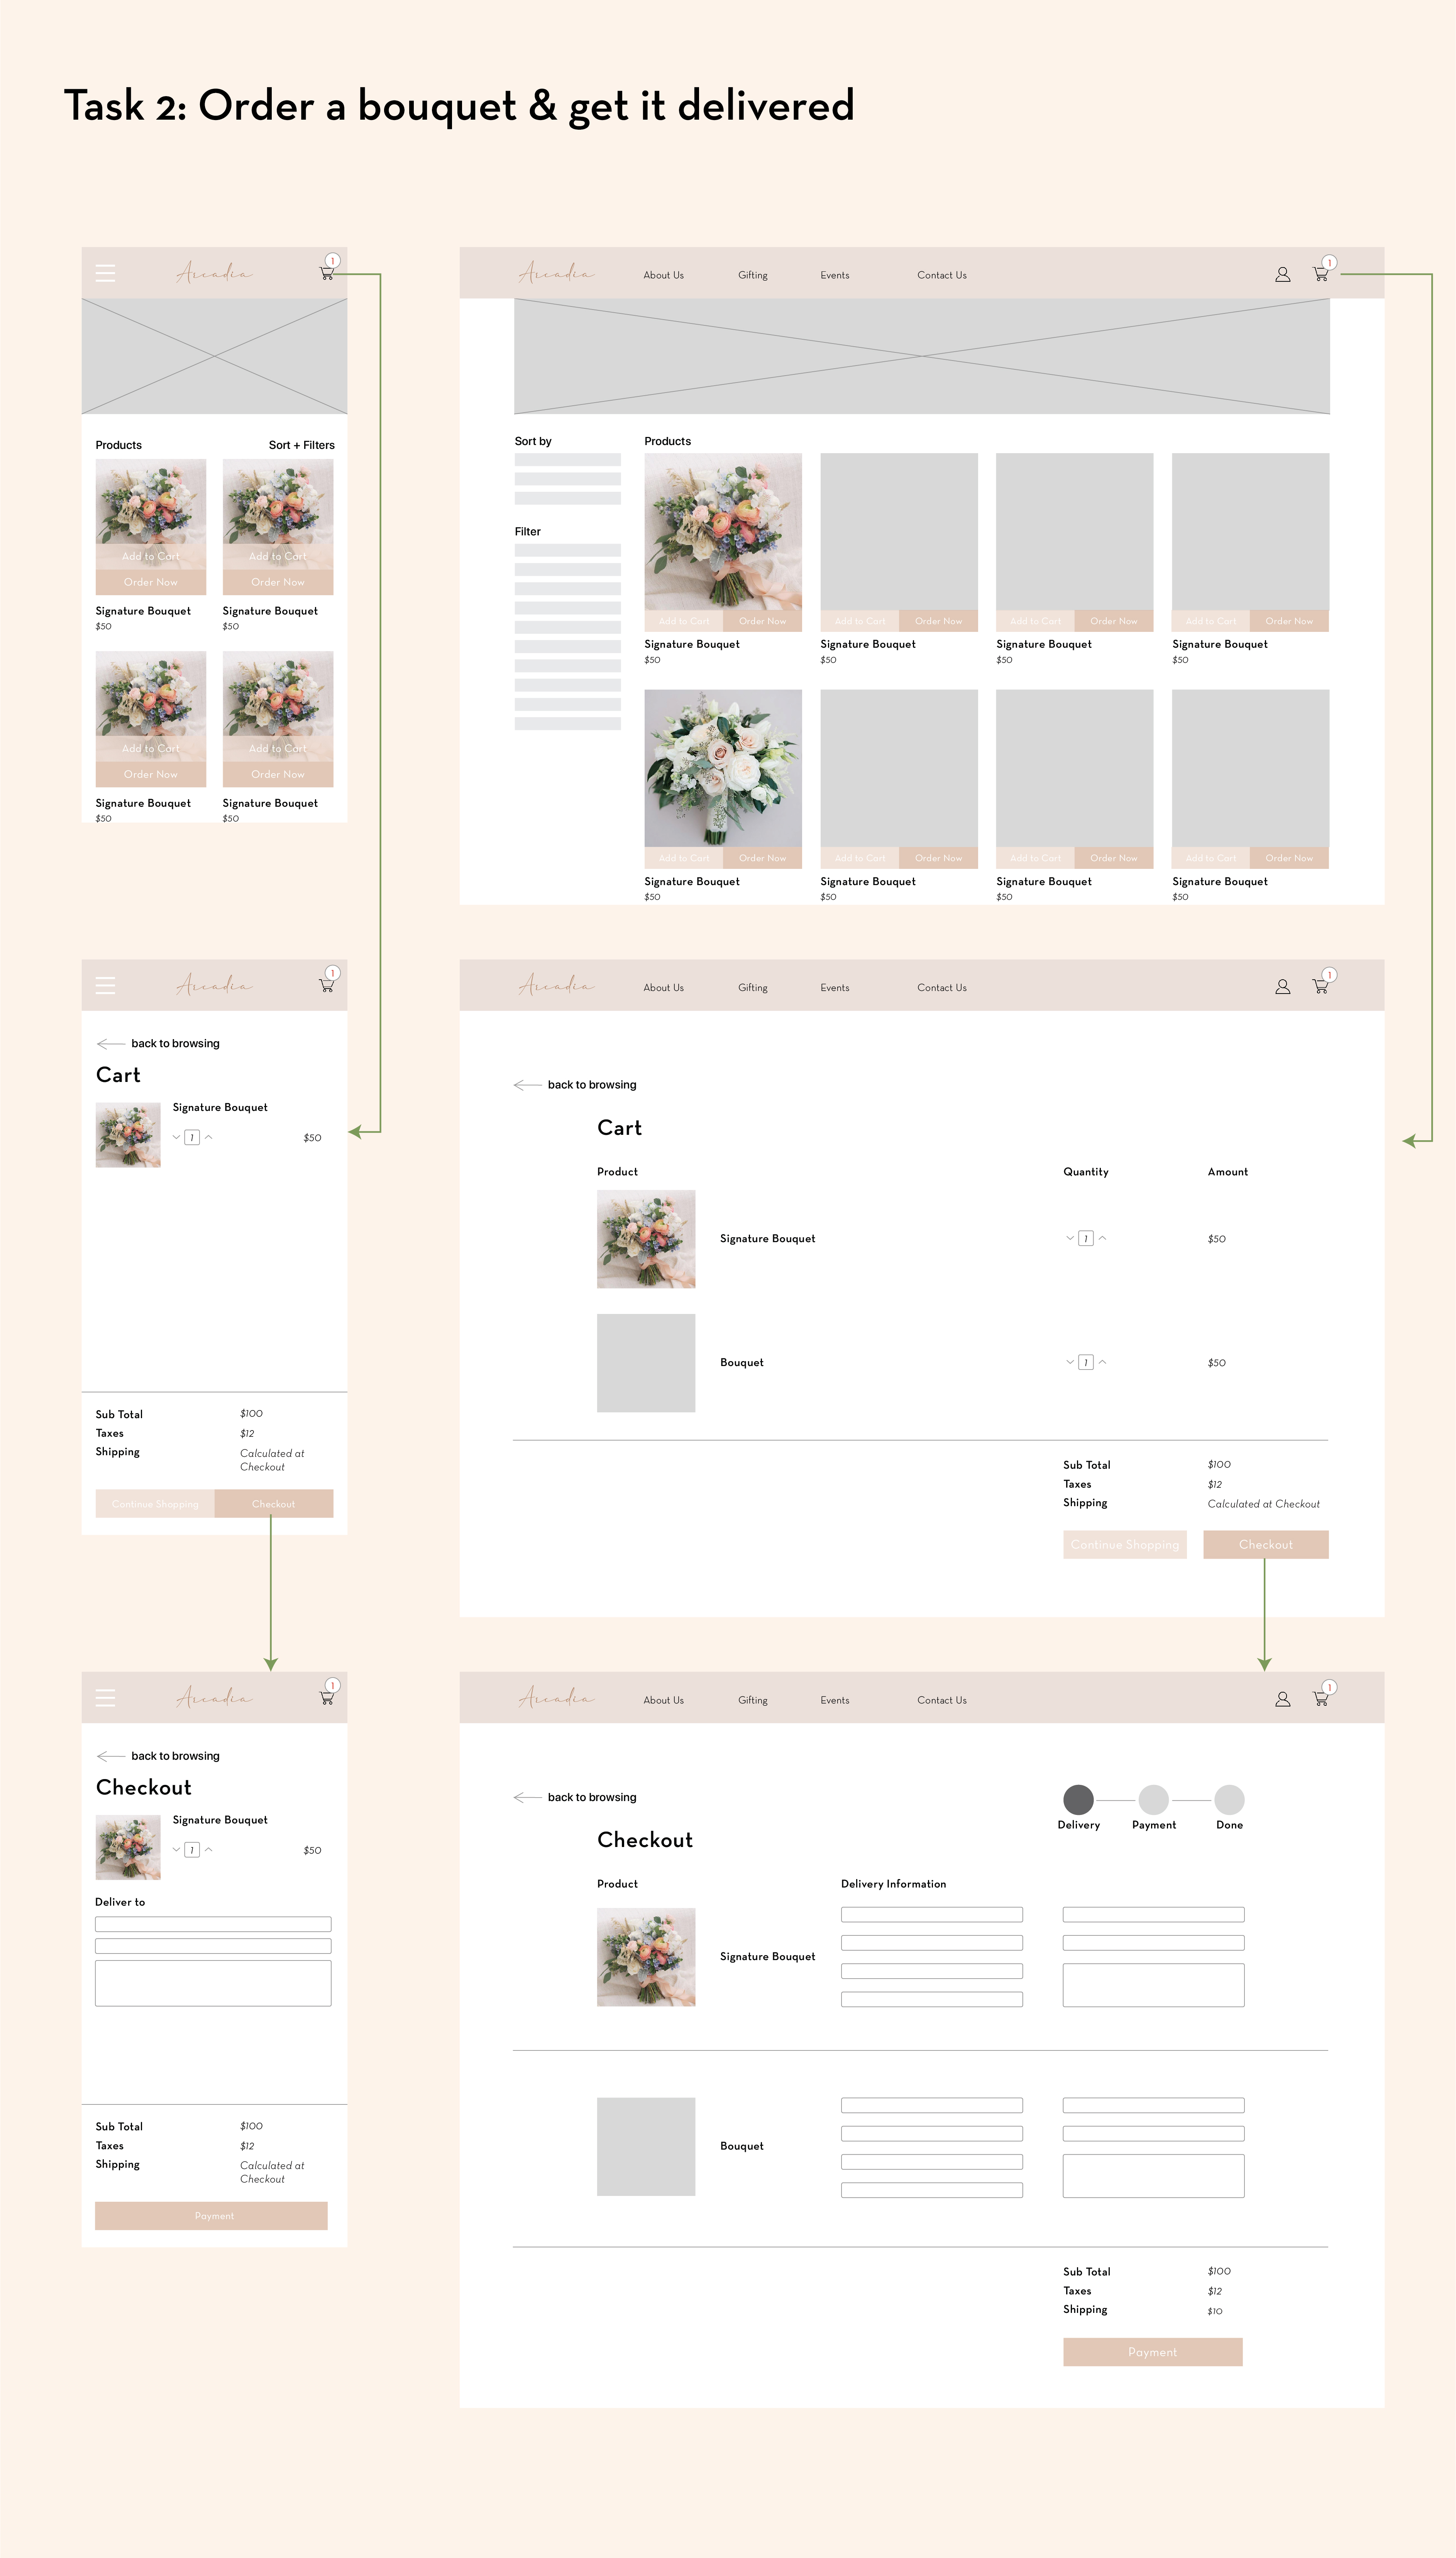 Task 2: Order a bouquet & get it delivered
Arcadia
1
Products
Sort + Filters
Add to Cart
Add to Cart
Order Now
Order Now
Signature Bouquet
Signature Bouquet
$50
$50
Add to Cart
Add to Cart
Order Now
Order Now
Signature Bouquet
Signature Bouquet
$50
$50
Arcadia
About Us
Gifting
Events
Contact Us
1
Sort by
Filter
Products
Add to Cart
Order Now
Add to Cart
Order Now
Add to Cart
Order Now
Add to Cart
Order Now
Signature Bouquet
Signature Bouquet
Signature Bouquet
Signature Bouquet
$50
$50
$50
$50
Add to Cart
Order Now
Add to Cart
Order Now
Add to Cart
Order Now
Add to Cart
Order Now
Signature Bouquet
Signature Bouquet
Signature Bouquet
Signature Bouquet
$50
$50
$50
$50
Arcadia
1
back to browsing
Cart
Signature Bouquet
1
$50
Sub Total
$100
Taxes
$12
Shipping
Calculated at
Checkout
Continue Shopping
Checkout
Arcadia
About Us
Gifting
Events
Contact Us
1
back to browsing
Cart
Product
Quantity
Amount
Signature Bouquet
1
$50
Bouquet
1
$50
Sub Total
$100
Taxes
$12
Shipping
Calculated at Checkout
Continue Shopping
Checkout
Arcadia
1
back to browsing
Checkout
Signature Bouquet
1
$50
Deliver to
Sub Total
$100
Taxes
$12
Shipping
Calculated at
Checkout
Payment
Arcadia
About Us
Gifting
Events
Contact Us
1
back to browsing
Delivery
Payment
Done
Checkout
Product
Delivery Information
Signature Bouquet
Bouquet
Sub Total
$100
Taxes
$12
Shipping
$10
Payment